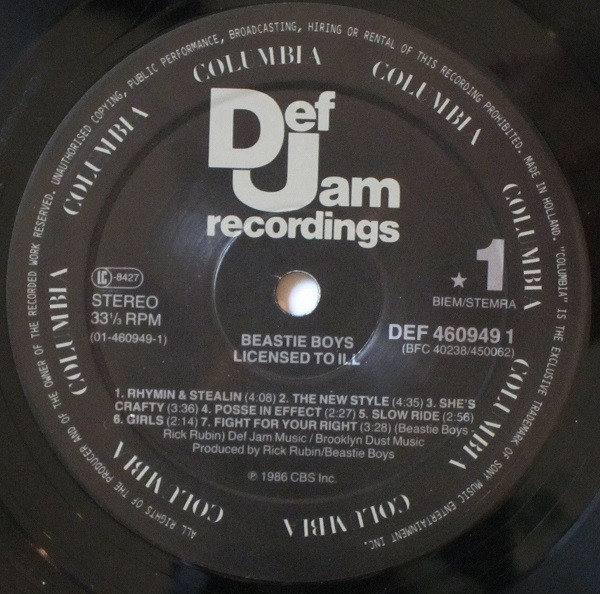 ALL RIGHTS OF THE PRODUCER AND OF THE OWNER OF THE RECORDED WORK RESERVED. UNAUTHORISED COPYING, PUBLIC PERFORMANCE, BROADCASTING, HIRING OR RENTAL OF THIS RECORDING PROHIBITED. MADE IN HOLLAND. "COLUMBIA" IS THE EXCLUSIVE TRADEMARK OF SONY MUSIC ENTERTAINMENT INC.
COLUMBIA COLUMBIA COLUMBIA COLUMBIA COLUMBIA COLUMBIA COLUMBIA COLUMBIA COLUMBIA
Def
Jam
recordings
LC -8427
STEREO
33⅓ RPM
(01-460949-1)
★ 1
BIEM/STEMRA
DEF 460949 1
(BFC 40238/450062)
BEASTIE BOYS
LICENSED TO ILL
1. RHYMIN & STEALIN (4:08) 2. THE NEW STYLE (4:35) 3. SHE'S
CRAFTY (3:36) 4. POSSE IN EFFECT (2:27) 5. SLOW RIDE (2:56)
6. GIRLS (2:14) 7. FIGHT FOR YOUR RIGHT (3:28) (Beastie Boys -
Rick Rubin) Def Jam Music / Brooklyn Dust Music
Produced by Rick Rubin/Beastie Boys
℗ 1986 CBS Inc.